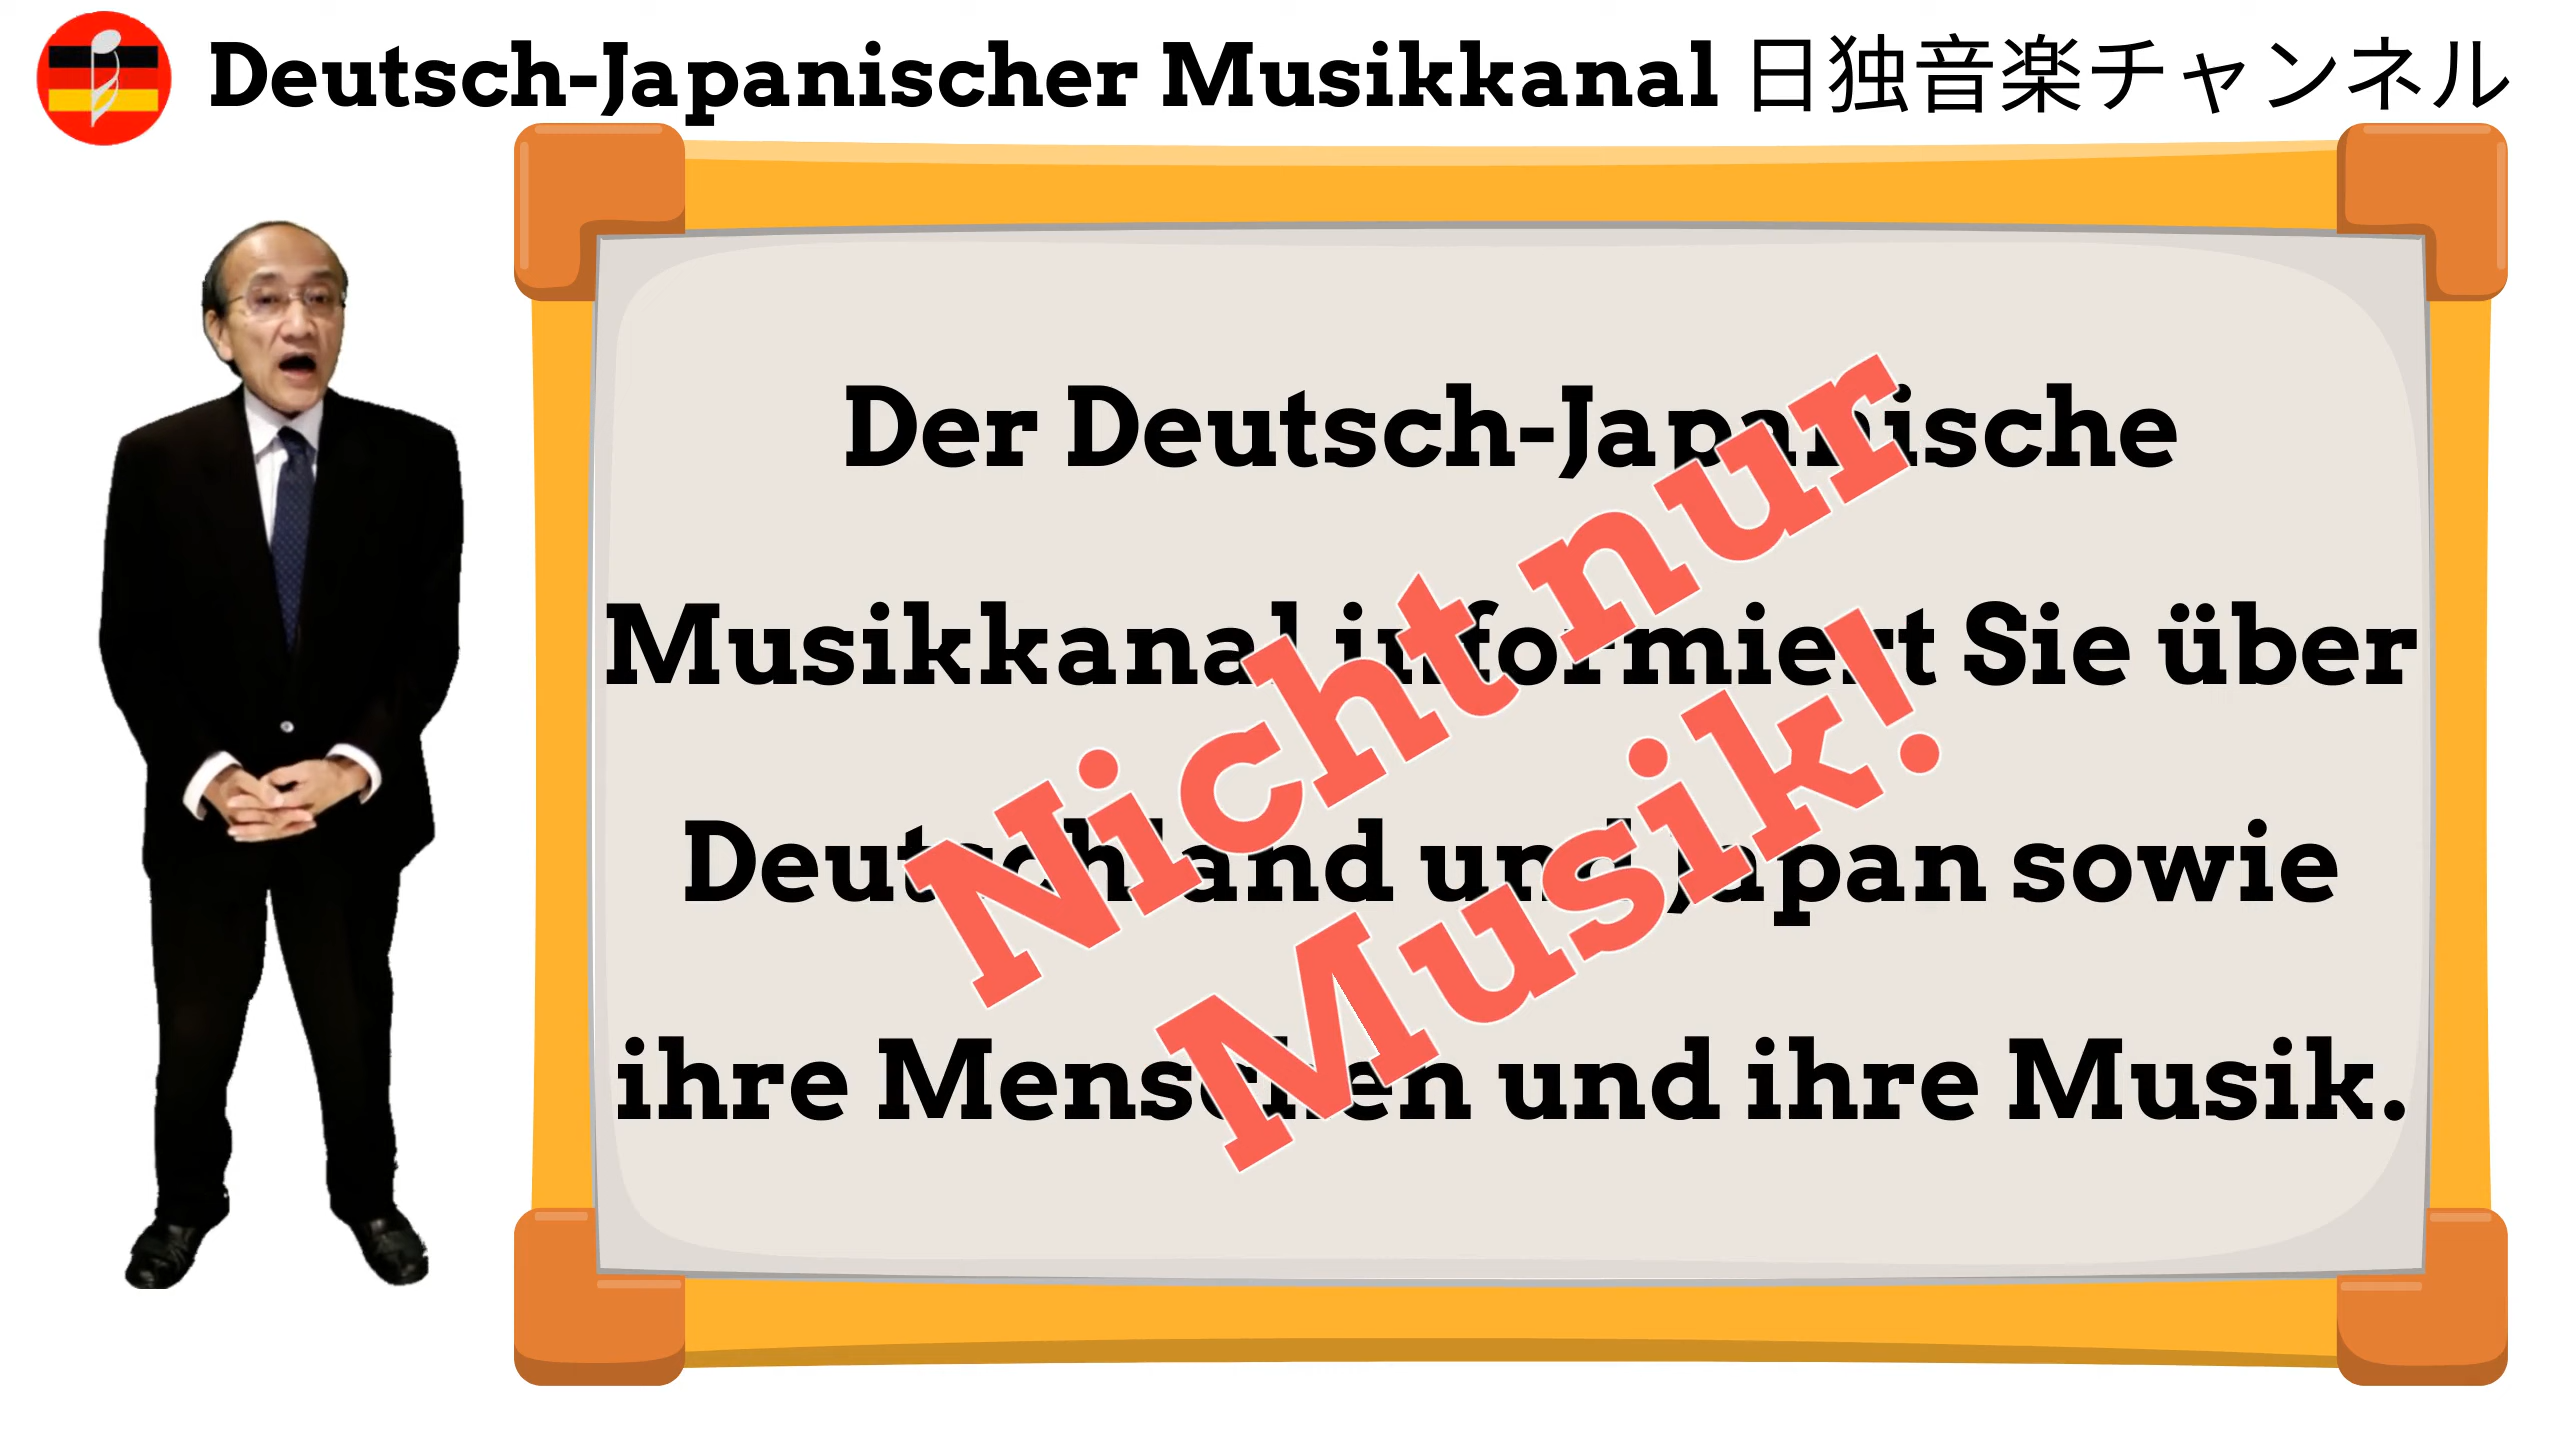 Deutsch-Japanischer Musikkanal 日独音楽チャンネル
Der Deutsch-Japanische
Musikkanal informiert Sie über
Deutschland und Japan sowie
ihre Menschen und ihre Musik.
Nicht nur
Musik!